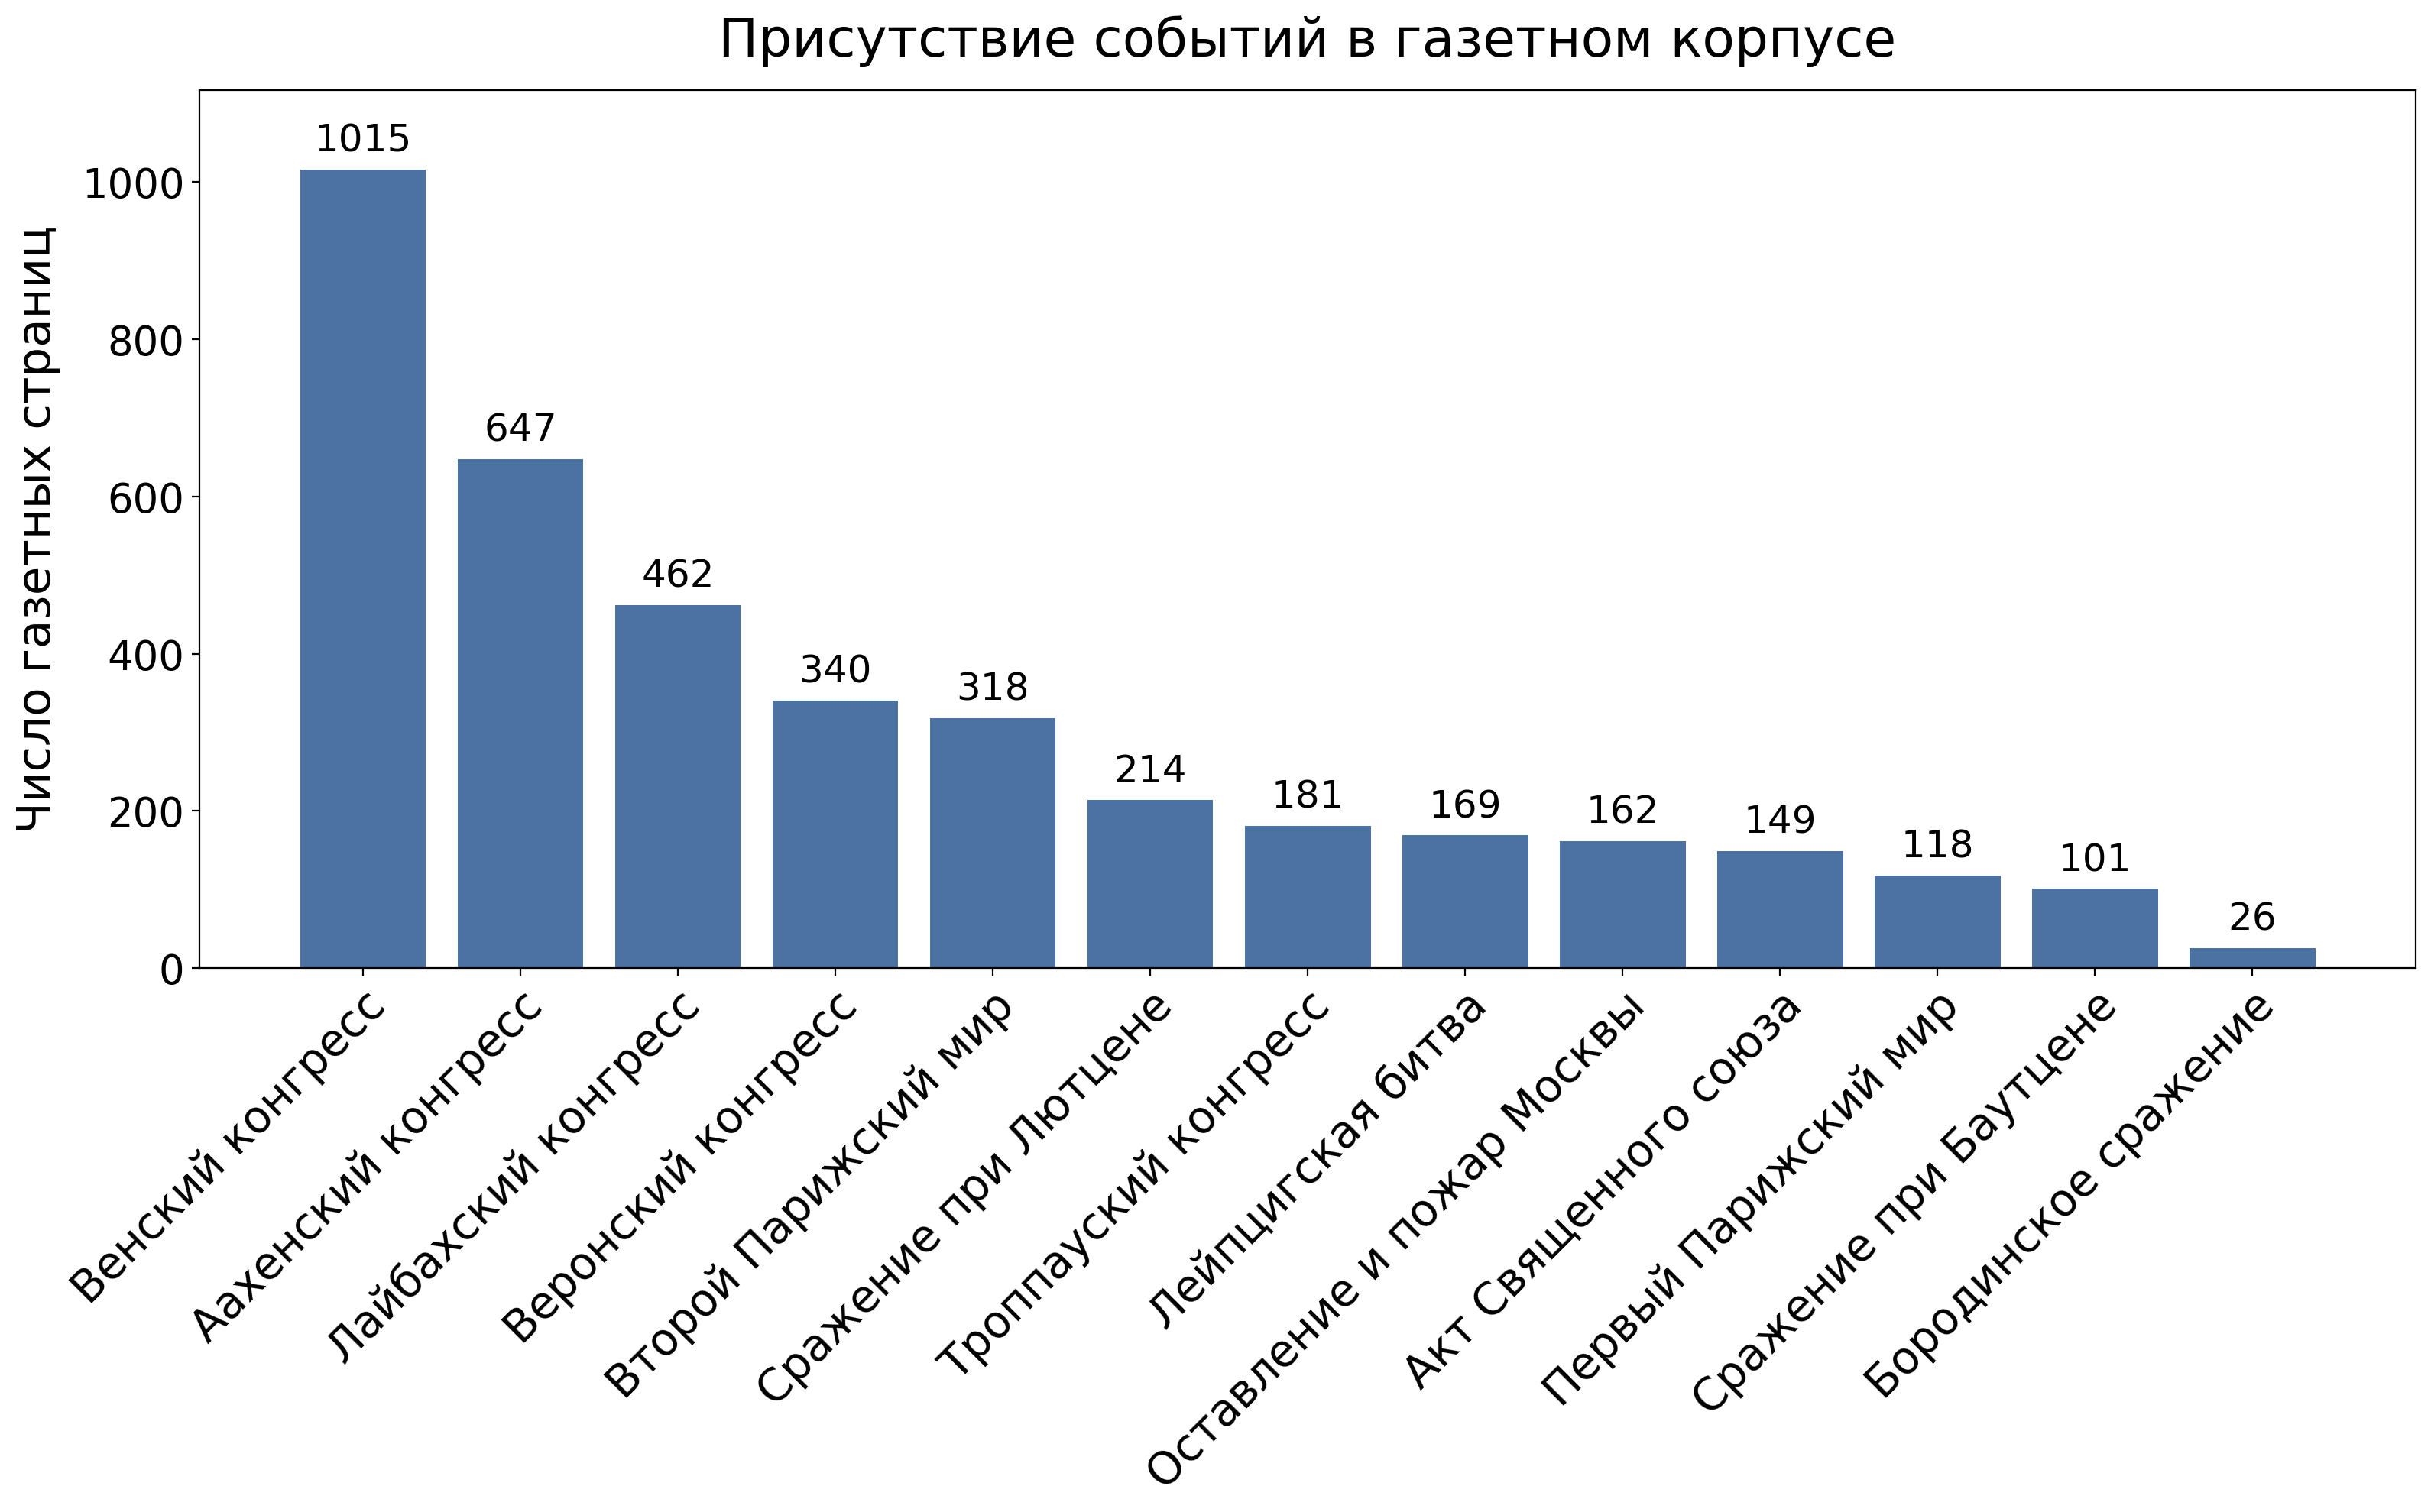 Присутствие событий в газетном корпусе
Число газетных страниц
1000
800
600
400
200
0
1015
647
462
340
318
214
181
169
162
149
118
101
26
Венский конгресс
Аахенский конгресс
Лайбахский конгресс
Веронский конгресс
Второй Парижский мир
Сражение при Лютцене
Троппауский конгресс
Лейпцигская битва
Оставление и пожар Москвы
Акт Священного союза
Первый Парижский мир
Сражение при Баутцене
Бородинское сражение